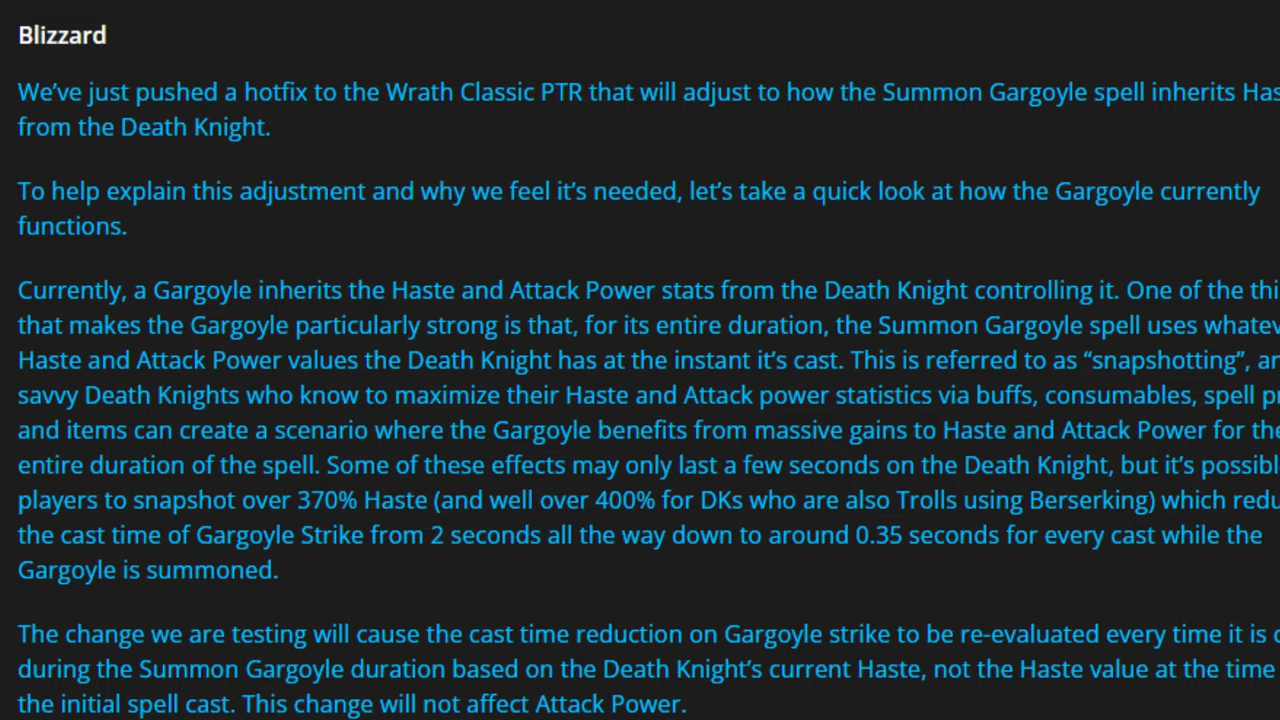 Blizzard
We’ve just pushed a hotfix to the Wrath Classic PTR that will adjust to how the Summon Gargoyle spell inherits Has
from the Death Knight.
To help explain this adjustment and why we feel it’s needed, let’s take a quick look at how the Gargoyle currently
functions.
Currently, a Gargoyle inherits the Haste and Attack Power stats from the Death Knight controlling it. One of the thi
that makes the Gargoyle particularly strong is that, for its entire duration, the Summon Gargoyle spell uses whatev
Haste and Attack Power values the Death Knight has at the instant it’s cast. This is referred to as “snapshotting”, an
savvy Death Knights who know to maximize their Haste and Attack power statistics via buffs, consumables, spell pr
and items can create a scenario where the Gargoyle benefits from massive gains to Haste and Attack Power for the
entire duration of the spell. Some of these effects may only last a few seconds on the Death Knight, but it’s possibl
players to snapshot over 370% Haste (and well over 400% for DKs who are also Trolls using Berserking) which redu
the cast time of Gargoyle Strike from 2 seconds all the way down to around 0.35 seconds for every cast while the
Gargoyle is summoned.
The change we are testing will cause the cast time reduction on Gargoyle strike to be re-evaluated every time it is c
during the Summon Gargoyle duration based on the Death Knight’s current Haste, not the Haste value at the time
the initial spell cast. This change will not affect Attack Power.